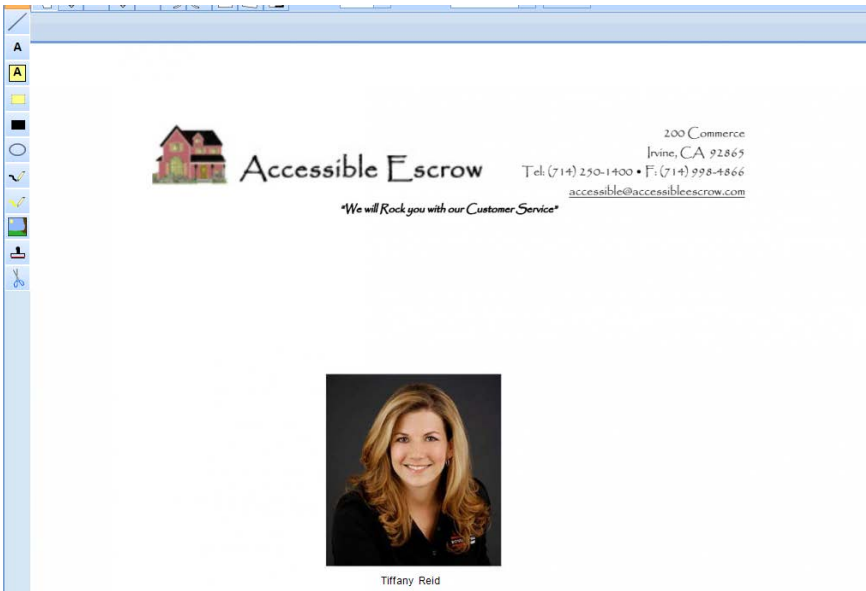 A
A
Accessible Escrow
200 Commerce
Irvine, CA 92865
Tel: (714) 250-1400 • F: (714) 998-4866
accessible@accessibleescrow.com
"We will Rock you with our Customer Service"
Tiffany Reid